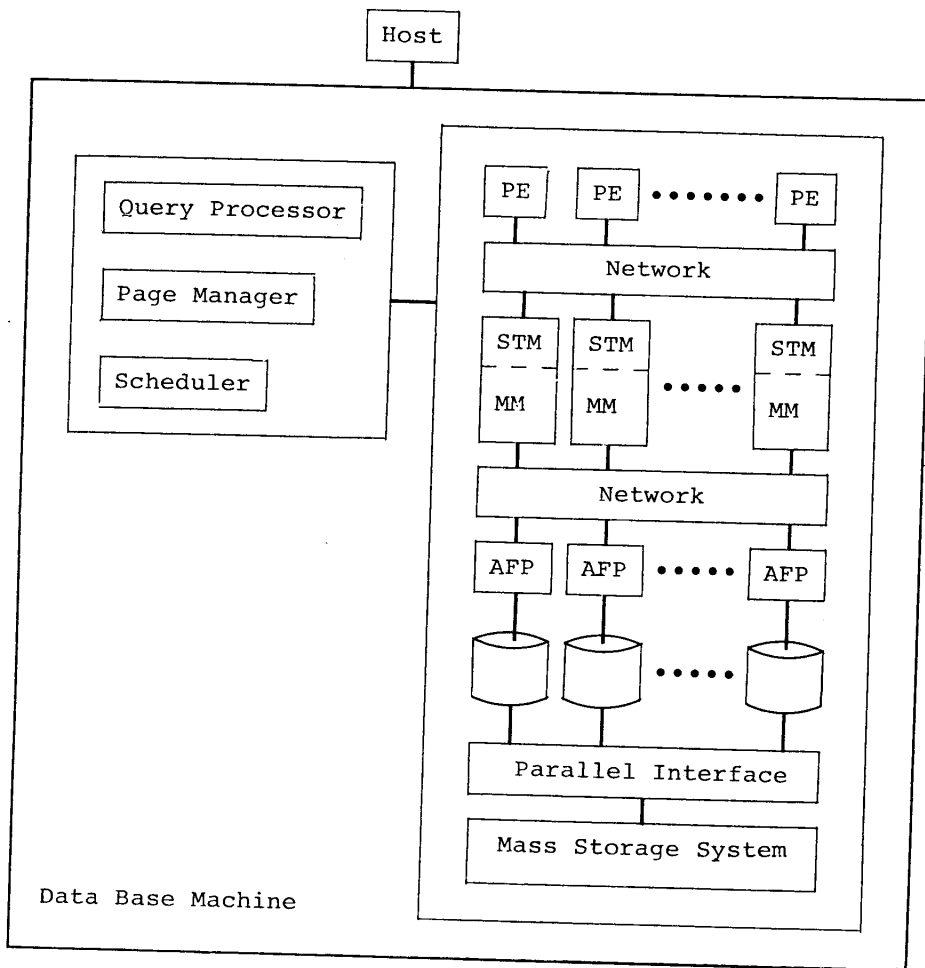 Host
Query Processor
Page Manager
Scheduler
PE PE PE
Network
STM STM STM
MM MM MM
Network
AFP AFP AFP
Parallel Interface
Mass Storage System
Data Base Machine